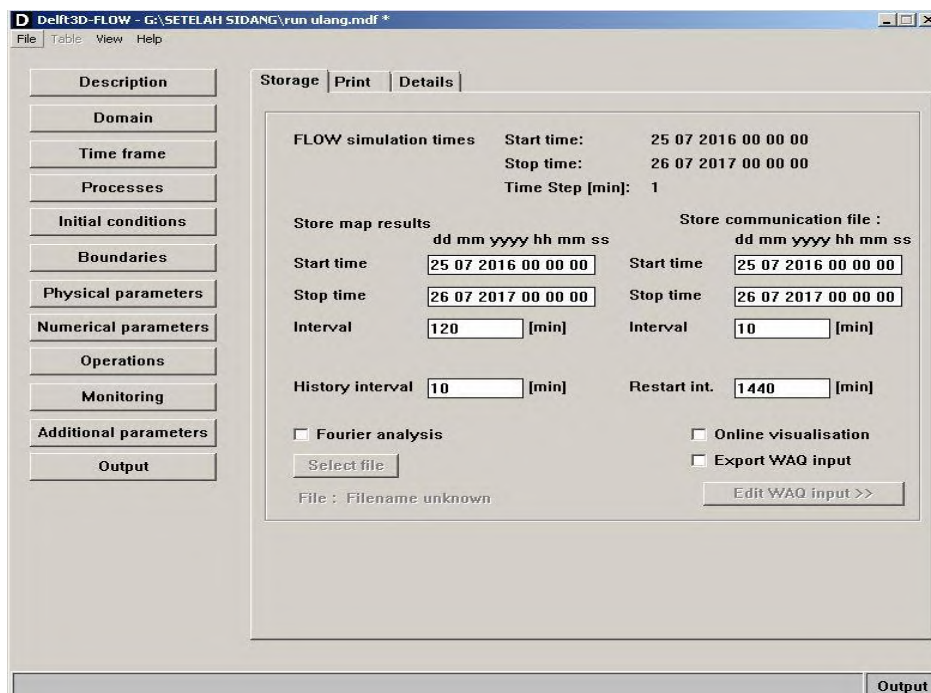 D Delft3D-FLOW - G:\SETELAH SIDANG\run ulang.mdf *
File Table View Help
Description
Domain
Time frame
Processes
Initial conditions
Boundaries
Physical parameters
Numerical parameters
Operations
Monitoring
Additional parameters
Output
Storage Print Details
FLOW simulation times Start time: 25 07 2016 00 00 00
Stop time: 26 07 2017 00 00 00
Time Step [min]: 1
Store map results
dd mm yyyy hh mm ss
Start time 25 07 2016 00 00 00
Stop time 26 07 2017 00 00 00
Interval 120 [min]
Store communication file :
dd mm yyyy hh mm ss
Start time 25 07 2016 00 00 00
Stop time 26 07 2017 00 00 00
Interval 10 [min]
History interval 10 [min]
Restart int. 1440 [min]
Fourier analysis
Select file
File : Filename unknown
Online visualisation
Export WAQ input
Edit WAQ input >>
Output